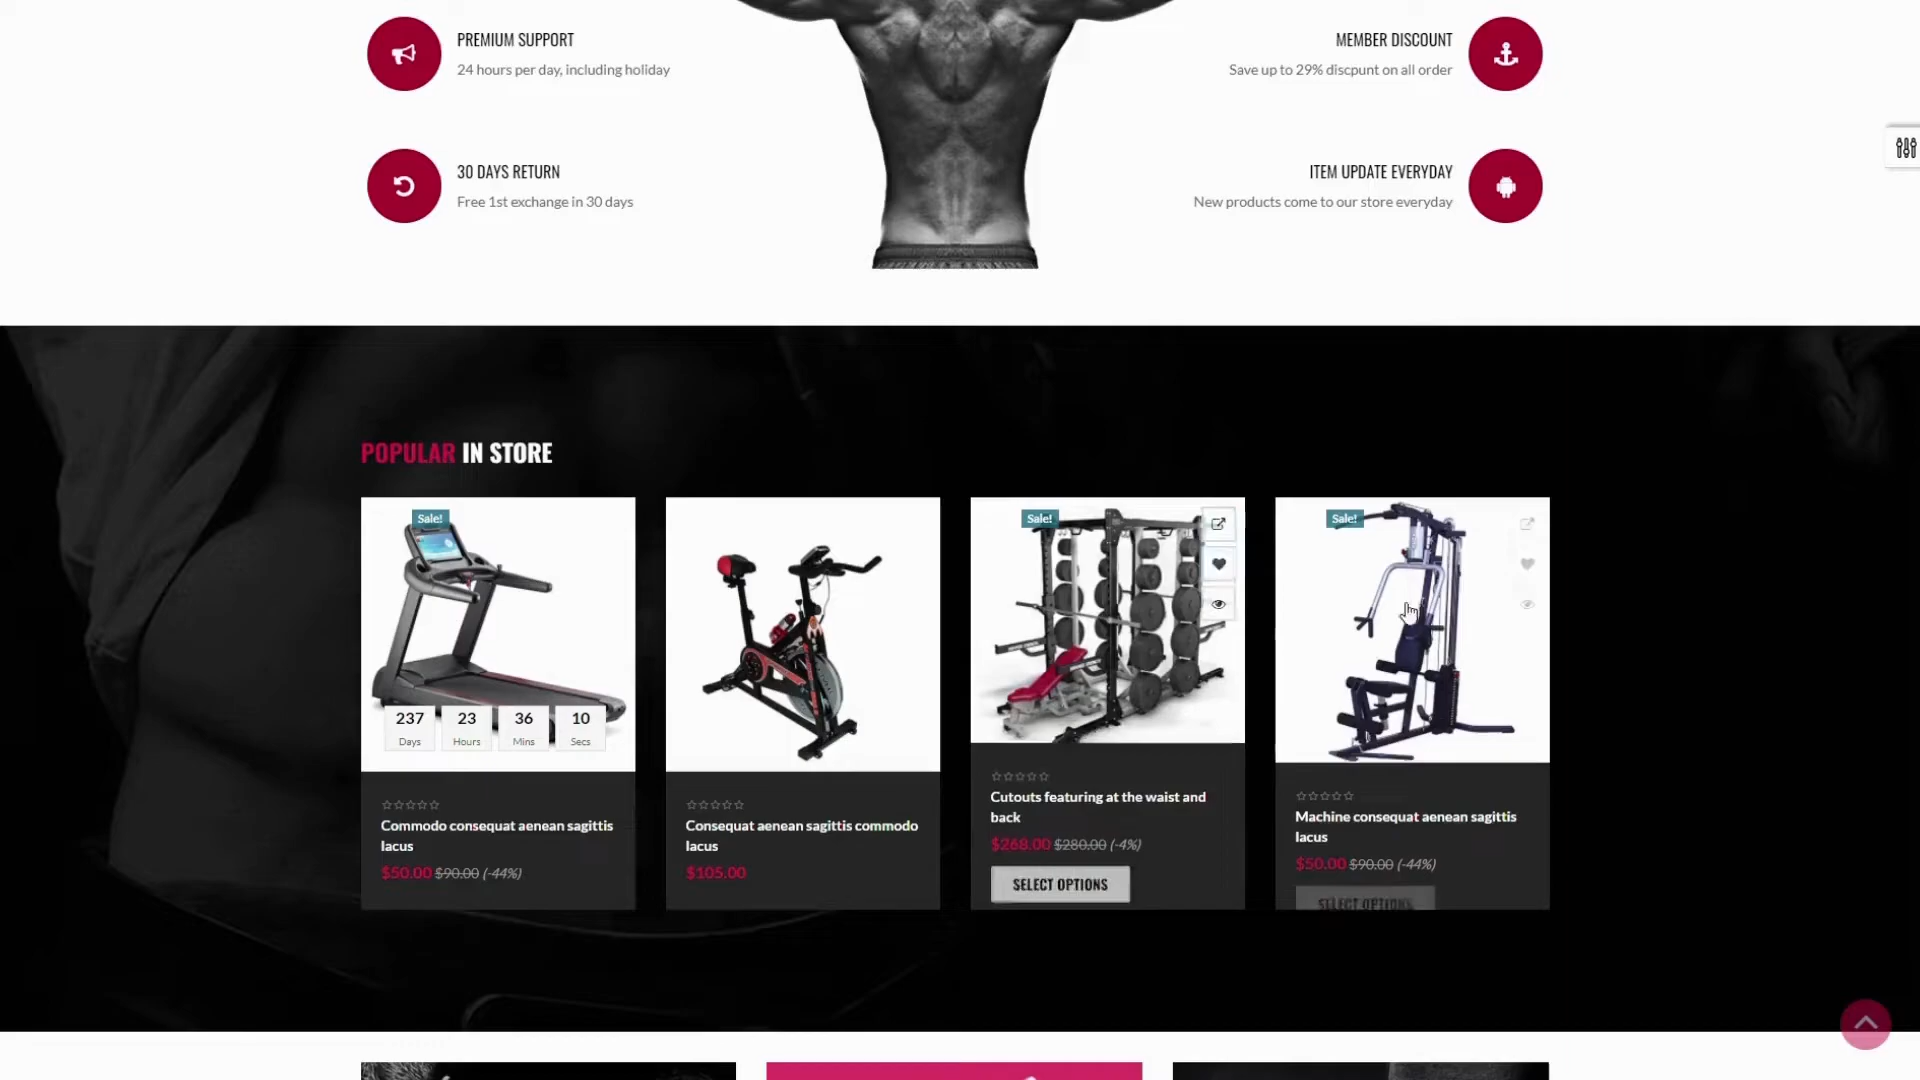 PREMIUM SUPPORT
24 hours per day, including holiday
MEMBER DISCOUNT
Save up to 29% discpunt on all order
30 DAYS RETURN
Free 1st exchange in 30 days
ITEM UPDATE EVERYDAY
New products come to our store everyday
POPULAR IN STORE
Sale!
237 23 36 10
Days Hours Mins Secs
Commodo consequat aenean sagittis
lacus
$50.00 $90.00 (-44%)
Consequat aenean sagittis commodo
lacus
$105.00
Sale!
Cutouts featuring at the waist and
back
$268.00 $280.00 (-4%)
SELECT OPTIONS
Sale!
Machine consequat aenean sagittis
lacus
$50.00 $90.00 (-44%)
SELECT OPTIONS